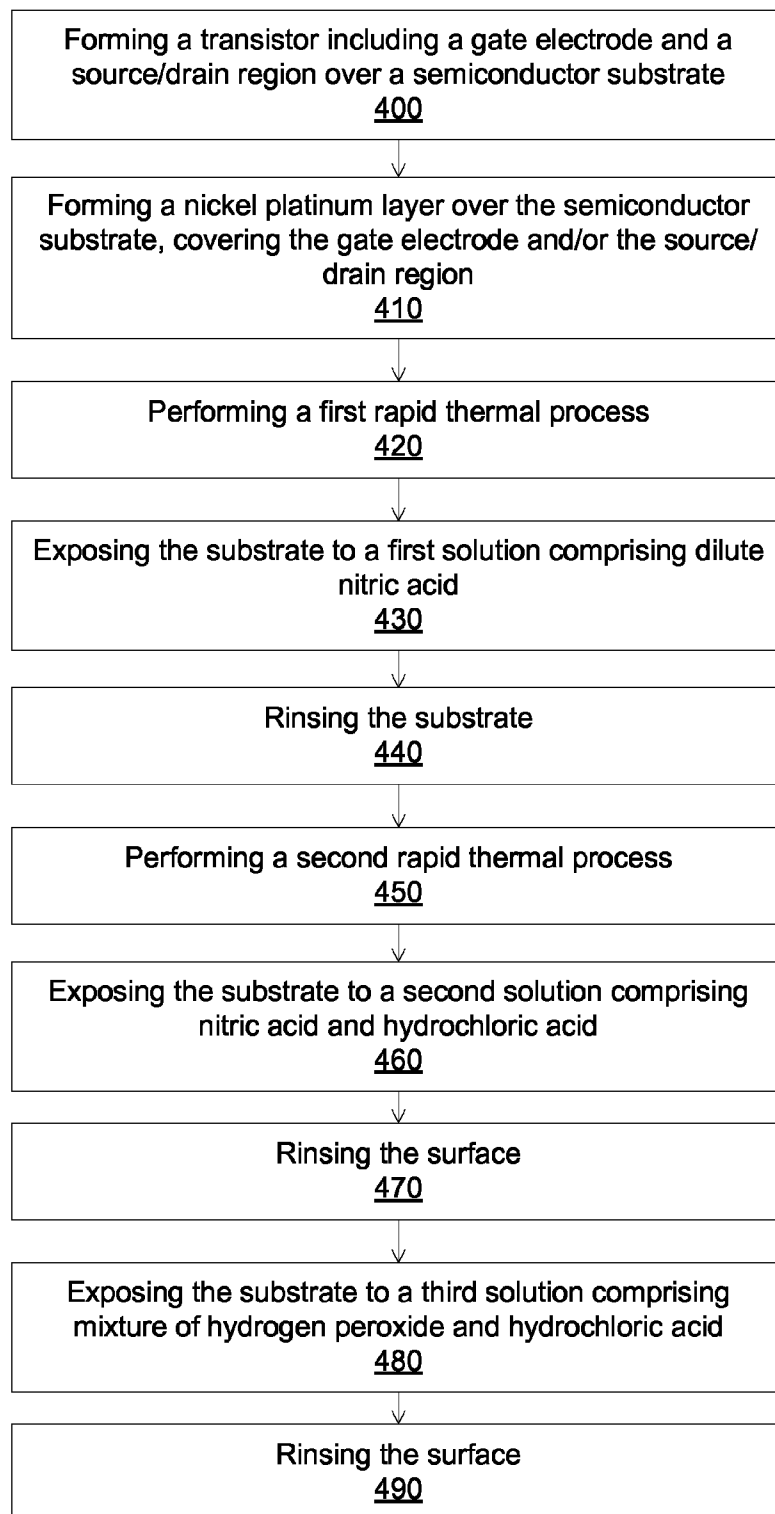 Forming a transistor including a gate electrode and a
source/drain region over a semiconductor substrate
400
Forming a nickel platinum layer over the semiconductor
substrate, covering the gate electrode and/or the source/
drain region
410
Performing a first rapid thermal process
420
Exposing the substrate to a first solution comprising dilute
nitric acid
430
Rinsing the substrate
440
Performing a second rapid thermal process
450
Exposing the substrate to a second solution comprising
nitric acid and hydrochloric acid
460
Rinsing the surface
470
Exposing the substrate to a third solution comprising
mixture of hydrogen peroxide and hydrochloric acid
480
Rinsing the surface
490